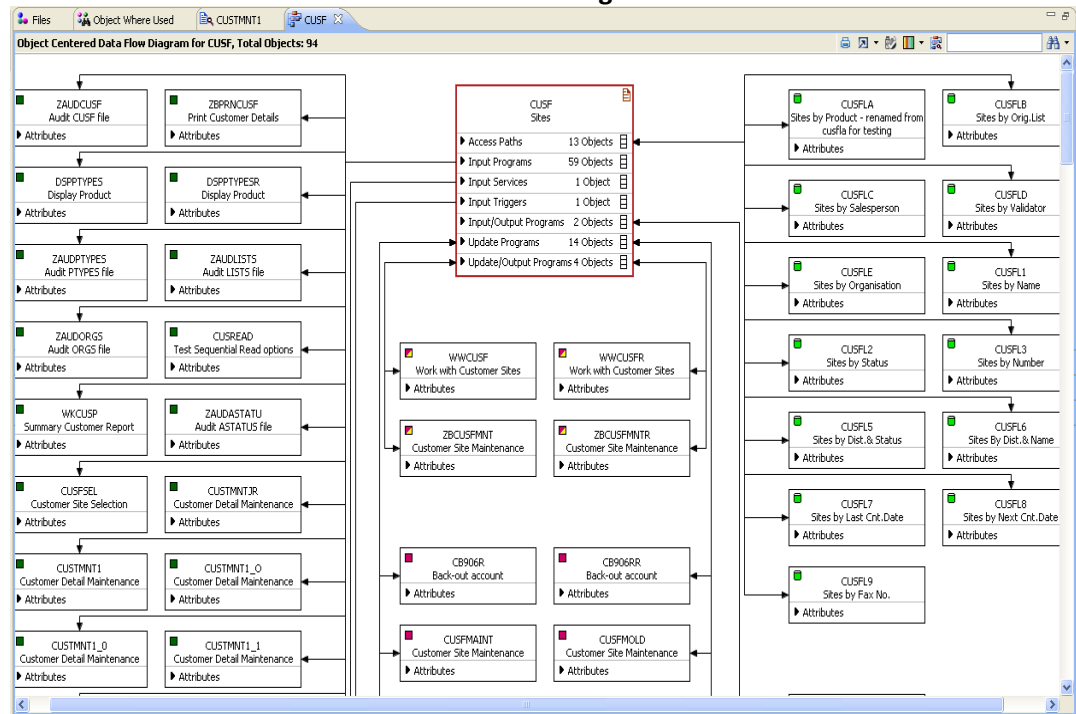 Files
Object Where Used
CUSTMNT1
CUSF
Object Centered Data Flow Diagram for CUSF, Total Objects: 94
ZAUDCUSF
Audit CUSF file
Attributes
ZBPRNCUSF
Print Customer Details
Attributes
DSPPTYPES
Display Product
Attributes
DSPPTYPESR
Display Product
Attributes
ZAUDPTYPES
Audit PTYPES file
Attributes
ZAUDLISTS
Audit LISTS file
Attributes
ZAUDORGS
Audit ORGS file
Attributes
CUSREAD
Test Sequential Read options
Attributes
WKCUSP
Summary Customer Report
Attributes
ZAUDASTATU
Audit ASTATUS file
Attributes
CUSFSEL
Customer Site Selection
Attributes
CUSTMNTJR
Customer Detail Maintenance
Attributes
CUSTMNT1
Customer Detail Maintenance
Attributes
CUSTMNT1_O
Customer Detail Maintenance
Attributes
CUSTMNT1_0
Customer Detail Maintenance
Attributes
CUSTMNT1_1
Customer Detail Maintenance
Attributes
CUSF
Sites
Access Paths 13 Objects
Input Programs 59 Objects
Input Services 1 Object
Input Triggers 1 Object
Input/Output Programs 2 Objects
Update Programs 14 Objects
Update/Output Programs 4 Objects
WWCUSF
Work with Customer Sites
Attributes
WWCUSFR
Work with Customer Sites
Attributes
ZBCUSFMNT
Customer Site Maintenance
Attributes
ZBCUSFMNTR
Customer Site Maintenance
Attributes
CB906R
Back-out account
Attributes
CB906RR
Back-out account
Attributes
CUSFMAINT
Customer Site Maintenance
Attributes
CUSFMOLD
Customer Site Maintenance
Attributes
CUSFLA
Sites by Product - renamed from
cusfla for testing
Attributes
CUSFLB
Sites by Orig.List
Attributes
CUSFLC
Sites by Salesperson
Attributes
CUSFLD
Sites by Validator
Attributes
CUSFLE
Sites by Organisation
Attributes
CUSFL1
Sites by Name
Attributes
CUSFL2
Sites by Status
Attributes
CUSFL3
Sites by Number
Attributes
CUSFL5
Sites by Dist.& Status
Attributes
CUSFL6
Sites By Dist.& Name
Attributes
CUSFL7
Sites by Last Cnt.Date
Attributes
CUSFL8
Sites by Next Cnt.Date
Attributes
CUSFL9
Sites by Fax No.
Attributes